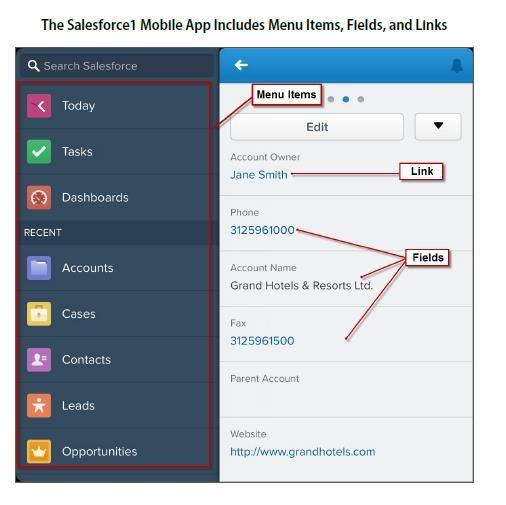 The Salesforce1 Mobile App Includes Menu Items, Fields, and Links
Search Salesforce
Today
Tasks
Dashboards
RECENT
Accounts
Cases
Contacts
Leads
Opportunities
Menu Items
Edit
Account Owner
Jane Smith
Link
Phone
3125961000
Fields
Account Name
Grand Hotels & Resorts Ltd.
Fax
3125961500
Parent Account
Website
http://www.grandhotels.com